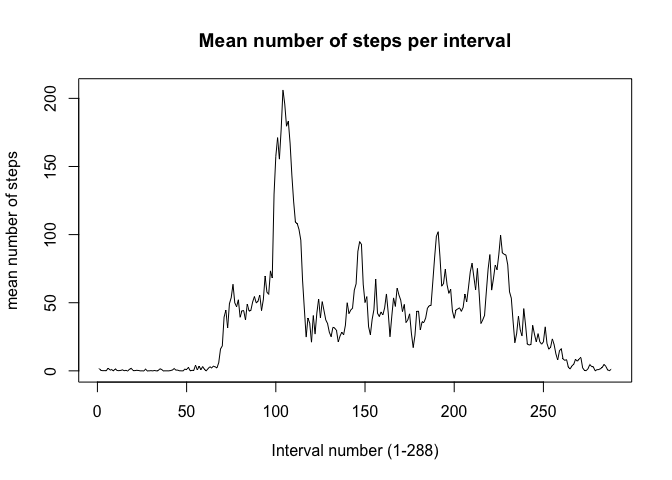 Mean number of steps per interval
mean number of steps
200
150
100
50
0
0 50 100 150 200 250
Interval number (1-288)